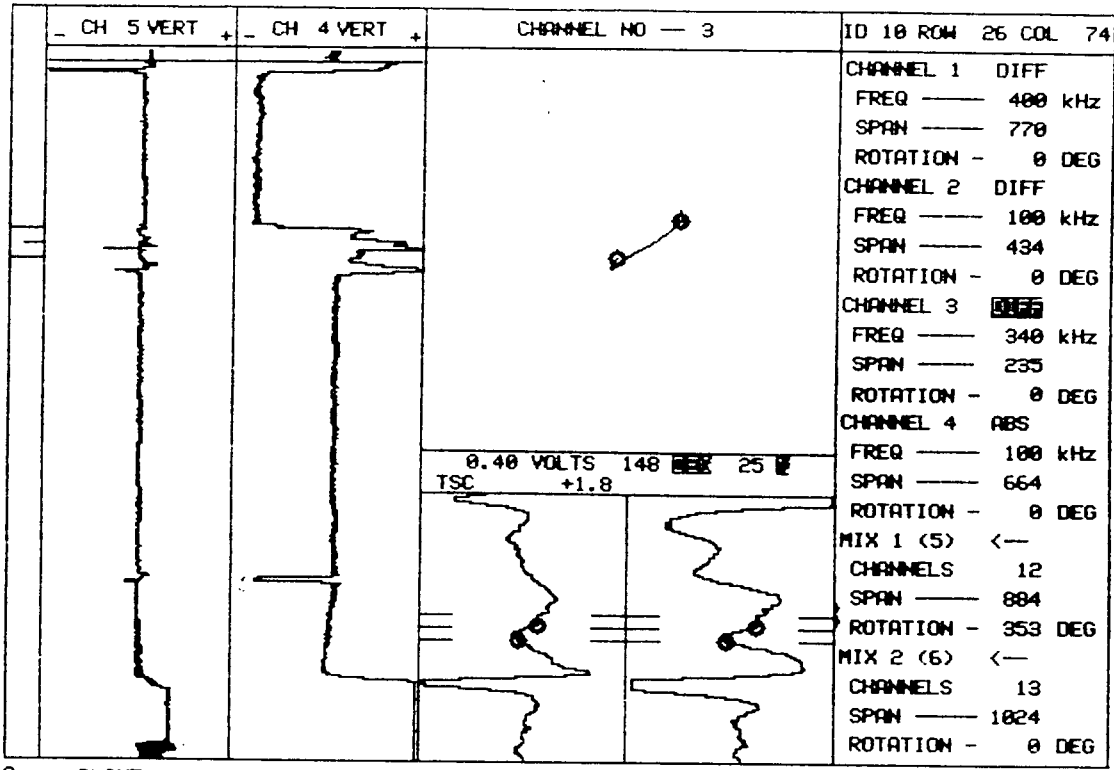 _ CH 5 VERT + _ CH 4 VERT + CHANNEL NO — 3 ID 10 ROW 26 COL 74
CHANNEL 1 DIFF
FREQ —— 400 kHz
SPAN —— 770
ROTATION - 0 DEG
CHANNEL 2 DIFF
FREQ —— 100 kHz
SPAN —— 434
ROTATION - 0 DEG
CHANNEL 3 DIFF
FREQ —— 340 kHz
SPAN —— 235
ROTATION - 0 DEG
CHANNEL 4 ABS
FREQ —— 100 kHz
SPAN —— 664
ROTATION - 0 DEG
MIX 1 (5) <—
CHANNELS 12
SPAN —— 884
ROTATION - 353 DEG
MIX 2 (6) <—
CHANNELS 13
SPAN —— 1024
ROTATION - 0 DEG
0.40 VOLTS 148 25
TSC +1.8